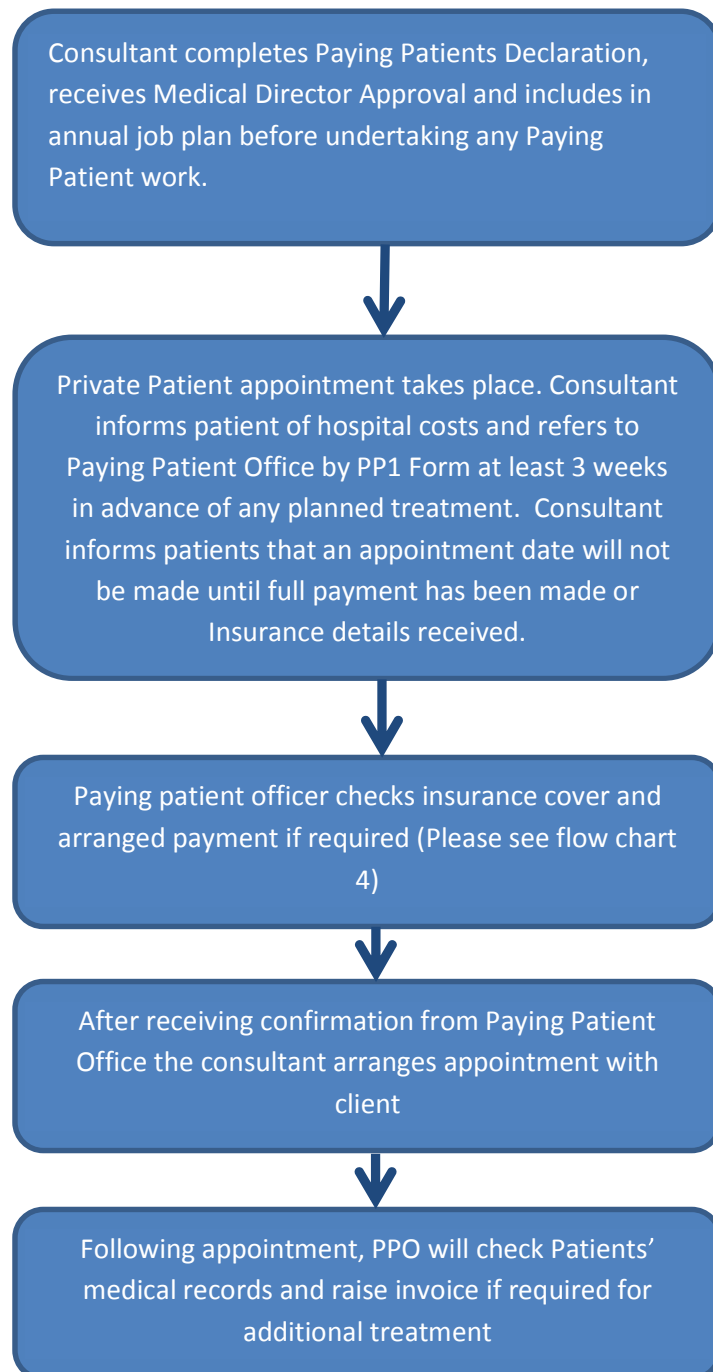 Consultant completes Paying Patients Declaration,
receives Medical Director Approval and includes in
annual job plan before undertaking any Paying
Patient work.
Private Patient appointment takes place. Consultant
informs patient of hospital costs and refers to
Paying Patient Office by PP1 Form at least 3 weeks
in advance of any planned treatment.  Consultant
informs patients that an appointment date will not
be made until full payment has been made or
Insurance details received.
Paying patient officer checks insurance cover and
arranged payment if required (Please see flow chart
4)
After receiving confirmation from Paying Patient
Office the consultant arranges appointment with
client
Following appointment, PPO will check Patients’
medical records and raise invoice if required for
additional treatment